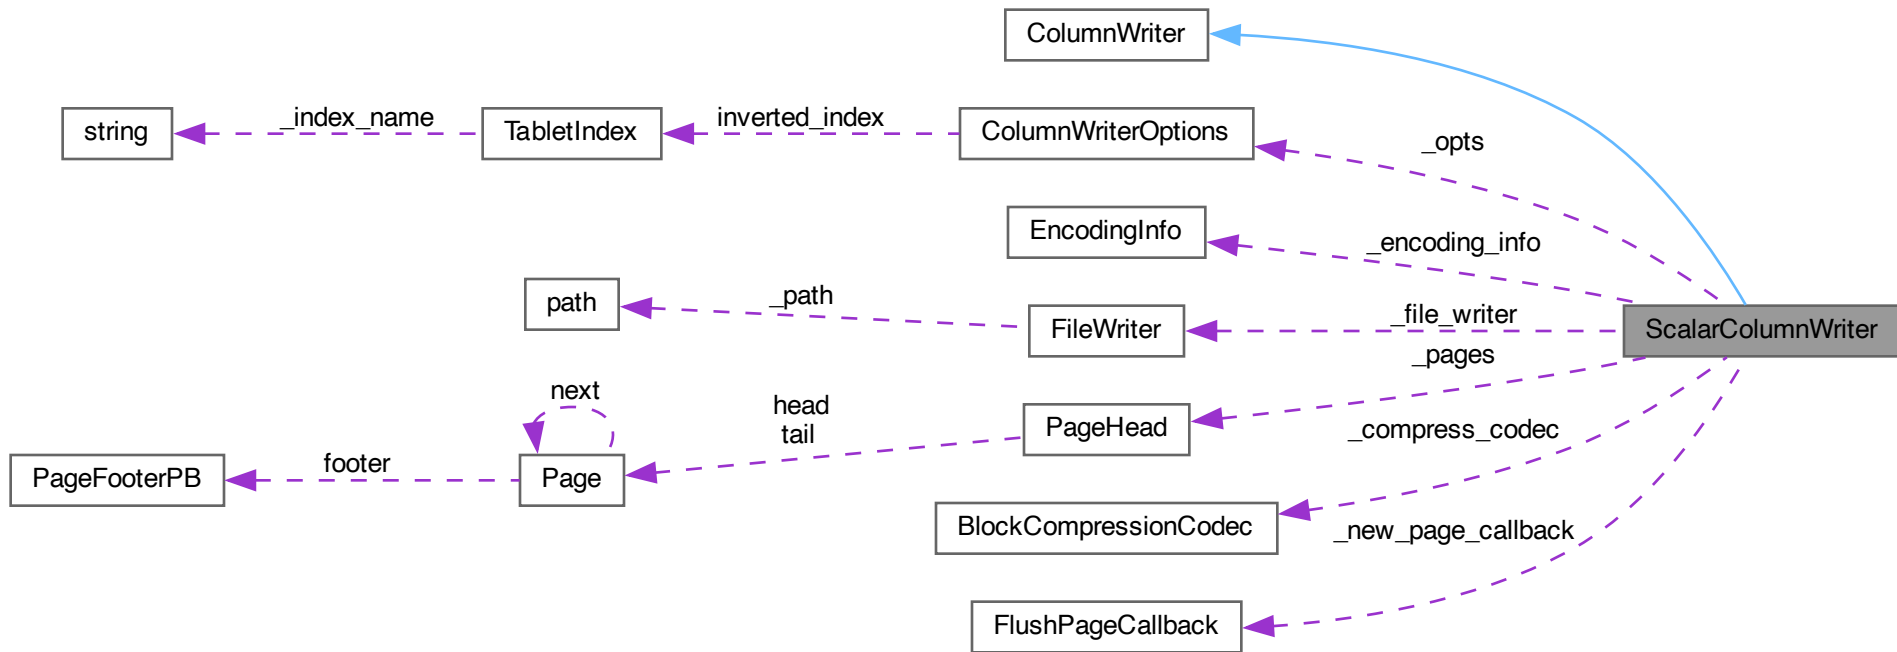 ColumnWriter
string
_index_name
TabletIndex
inverted_index
ColumnWriterOptions
_opts
EncodingInfo
_encoding_info
path
_path
FileWriter
_file_writer
ScalarColumnWriter
_pages
next
head
tail
PageHead
_compress_codec
PageFooterPB
footer
Page
BlockCompressionCodec
_new_page_callback
FlushPageCallback